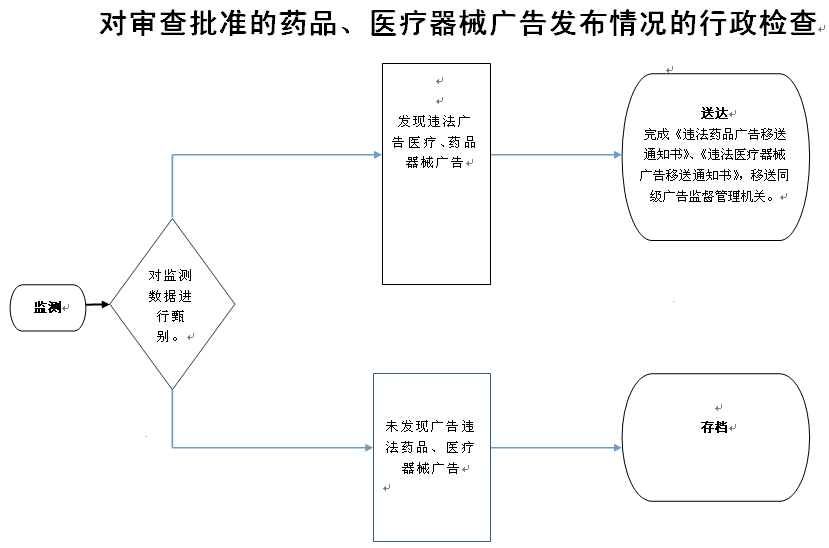 对审查批准的药品、医疗器械广告发布情况的行政检查
发现违法广
告医疗、药品
器械广告
送达
完成《违法药品广告移送
通知书》、《违法医疗器械
广告移送通知书》，移送同
级广告监督管理机关。
监测
对监测
数据进
行甄
别。
未发现广告违
法药品、医疗
器械广告
存档